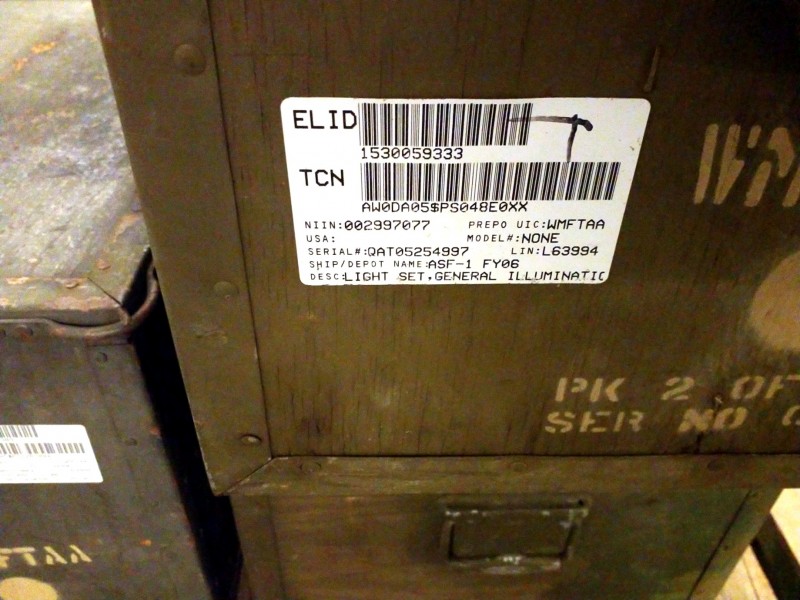 ELID
1530059333
TCN
AW0DA05$PS048E0XX
NIIN:002997077 PREPO UIC:WMFTAA
USA: MODEL#:NONE
SERIAL#:QAT05254997 LIN:L63994
SHIP/DEPOT NAME:ASF-1 FY06
DESC:LIGHT SET,GENERAL ILLUMINATIC
PK 2 OF
SER NO
FTAA